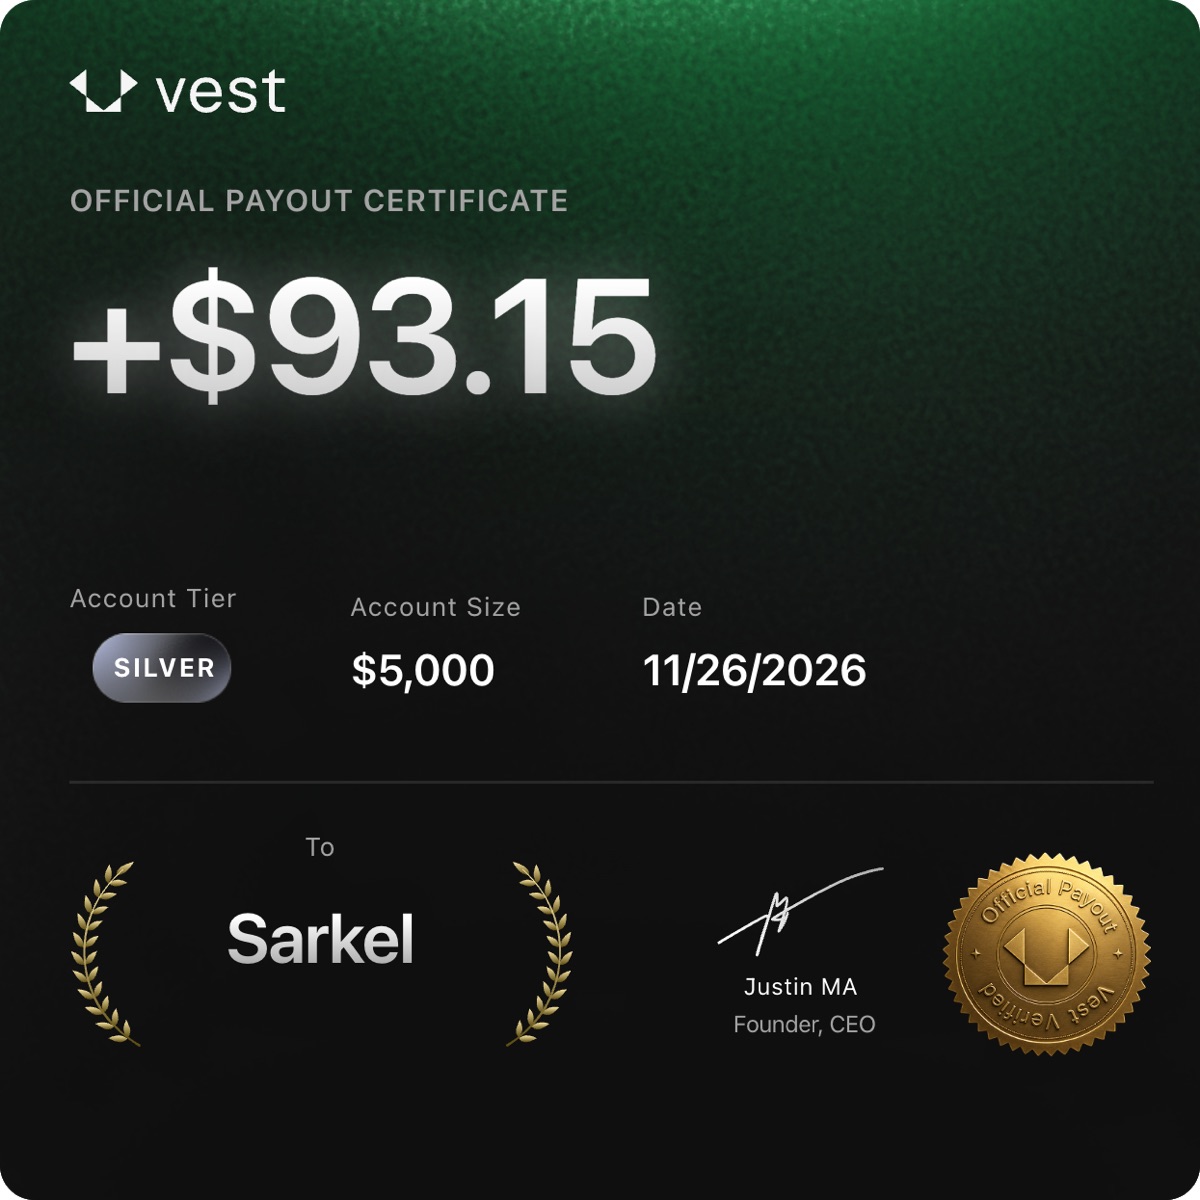 vest
OFFICIAL PAYOUT CERTIFICATE
+$93.15
Account Tier
SILVER
Account Size
$5,000
Date
11/26/2026
To
Sarkel
Justin MA
Founder, CEO
Official Payout
Vest Verified